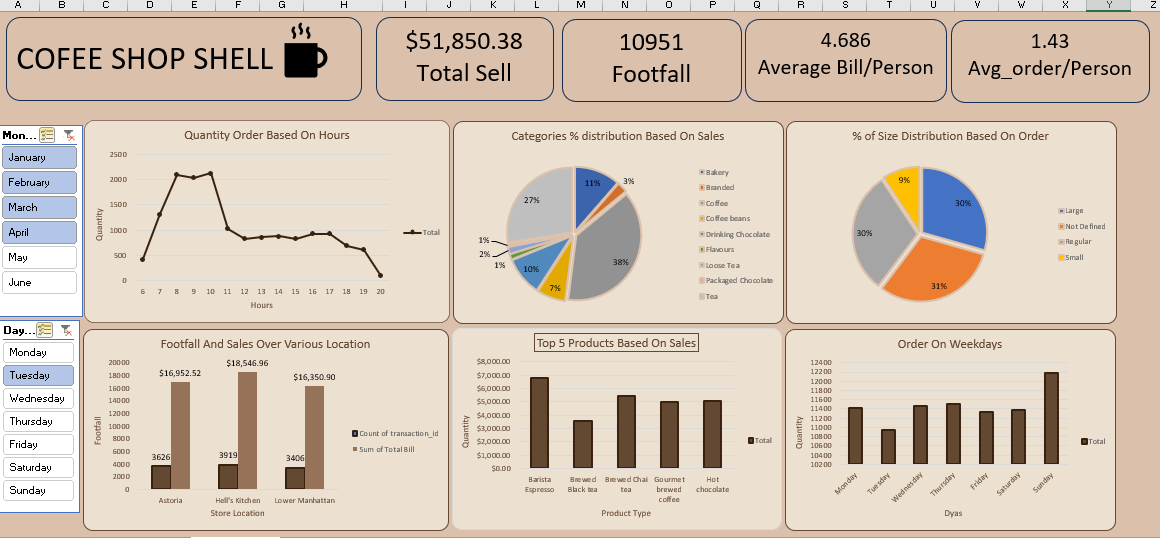 A B C D E F G H I J K L M N O P Q R S T U V W X Y Z
COFEE SHOP SHELL
$51,850.38
Total Sell
10951
Footfall
4.686
Average Bill/Person
1.43
Avg_order/Person
Mon...
January
February
March
April
May
June
Quantity Order Based On Hours
2500
2000
1500
1000
500
0
Quantity
6 7 8 9 10 11 12 13 14 15 16 17 18 19 20
Hours
Total
Categories % distribution Based On Sales
11%
3%
38%
7%
10%
1%
2%
1%
27%
Bakery
Branded
Coffee
Coffee beans
Drinking Chocolate
Flavours
Loose Tea
Packaged Chocolate
Tea
% of Size Distribution Based On Order
30%
31%
30%
9%
Large
Not Defined
Regular
Small
Day...
Monday
Tuesday
Wednesday
Thursday
Friday
Saturday
Sunday
Footfall And Sales Over Various Location
20000
18000
16000
14000
12000
10000
8000
6000
4000
2000
0
Footfall
$16,952.52
$18,546.96
$16,350.90
3626
3919
3406
Astoria
Hell's Kitchen
Lower Manhattan
Store Location
Count of transaction_id
Sum of Total Bill
Top 5 Products Based On Sales
$8,000.00
$7,000.00
$6,000.00
$5,000.00
$4,000.00
$3,000.00
$2,000.00
$1,000.00
$0.00
Quantity
Barista
Espresso
Brewed
Black tea
Brewed Chai
tea
Gourmet
brewed
coffee
Hot
chocolate
Product Type
Total
Order On Weekdays
12400
12200
12000
11800
11600
11400
11200
11000
10800
10600
10400
10200
Quantity
Monday
Tuesday
Wednesday
Thursday
Friday
Saturday
Sunday
Dyas
Total